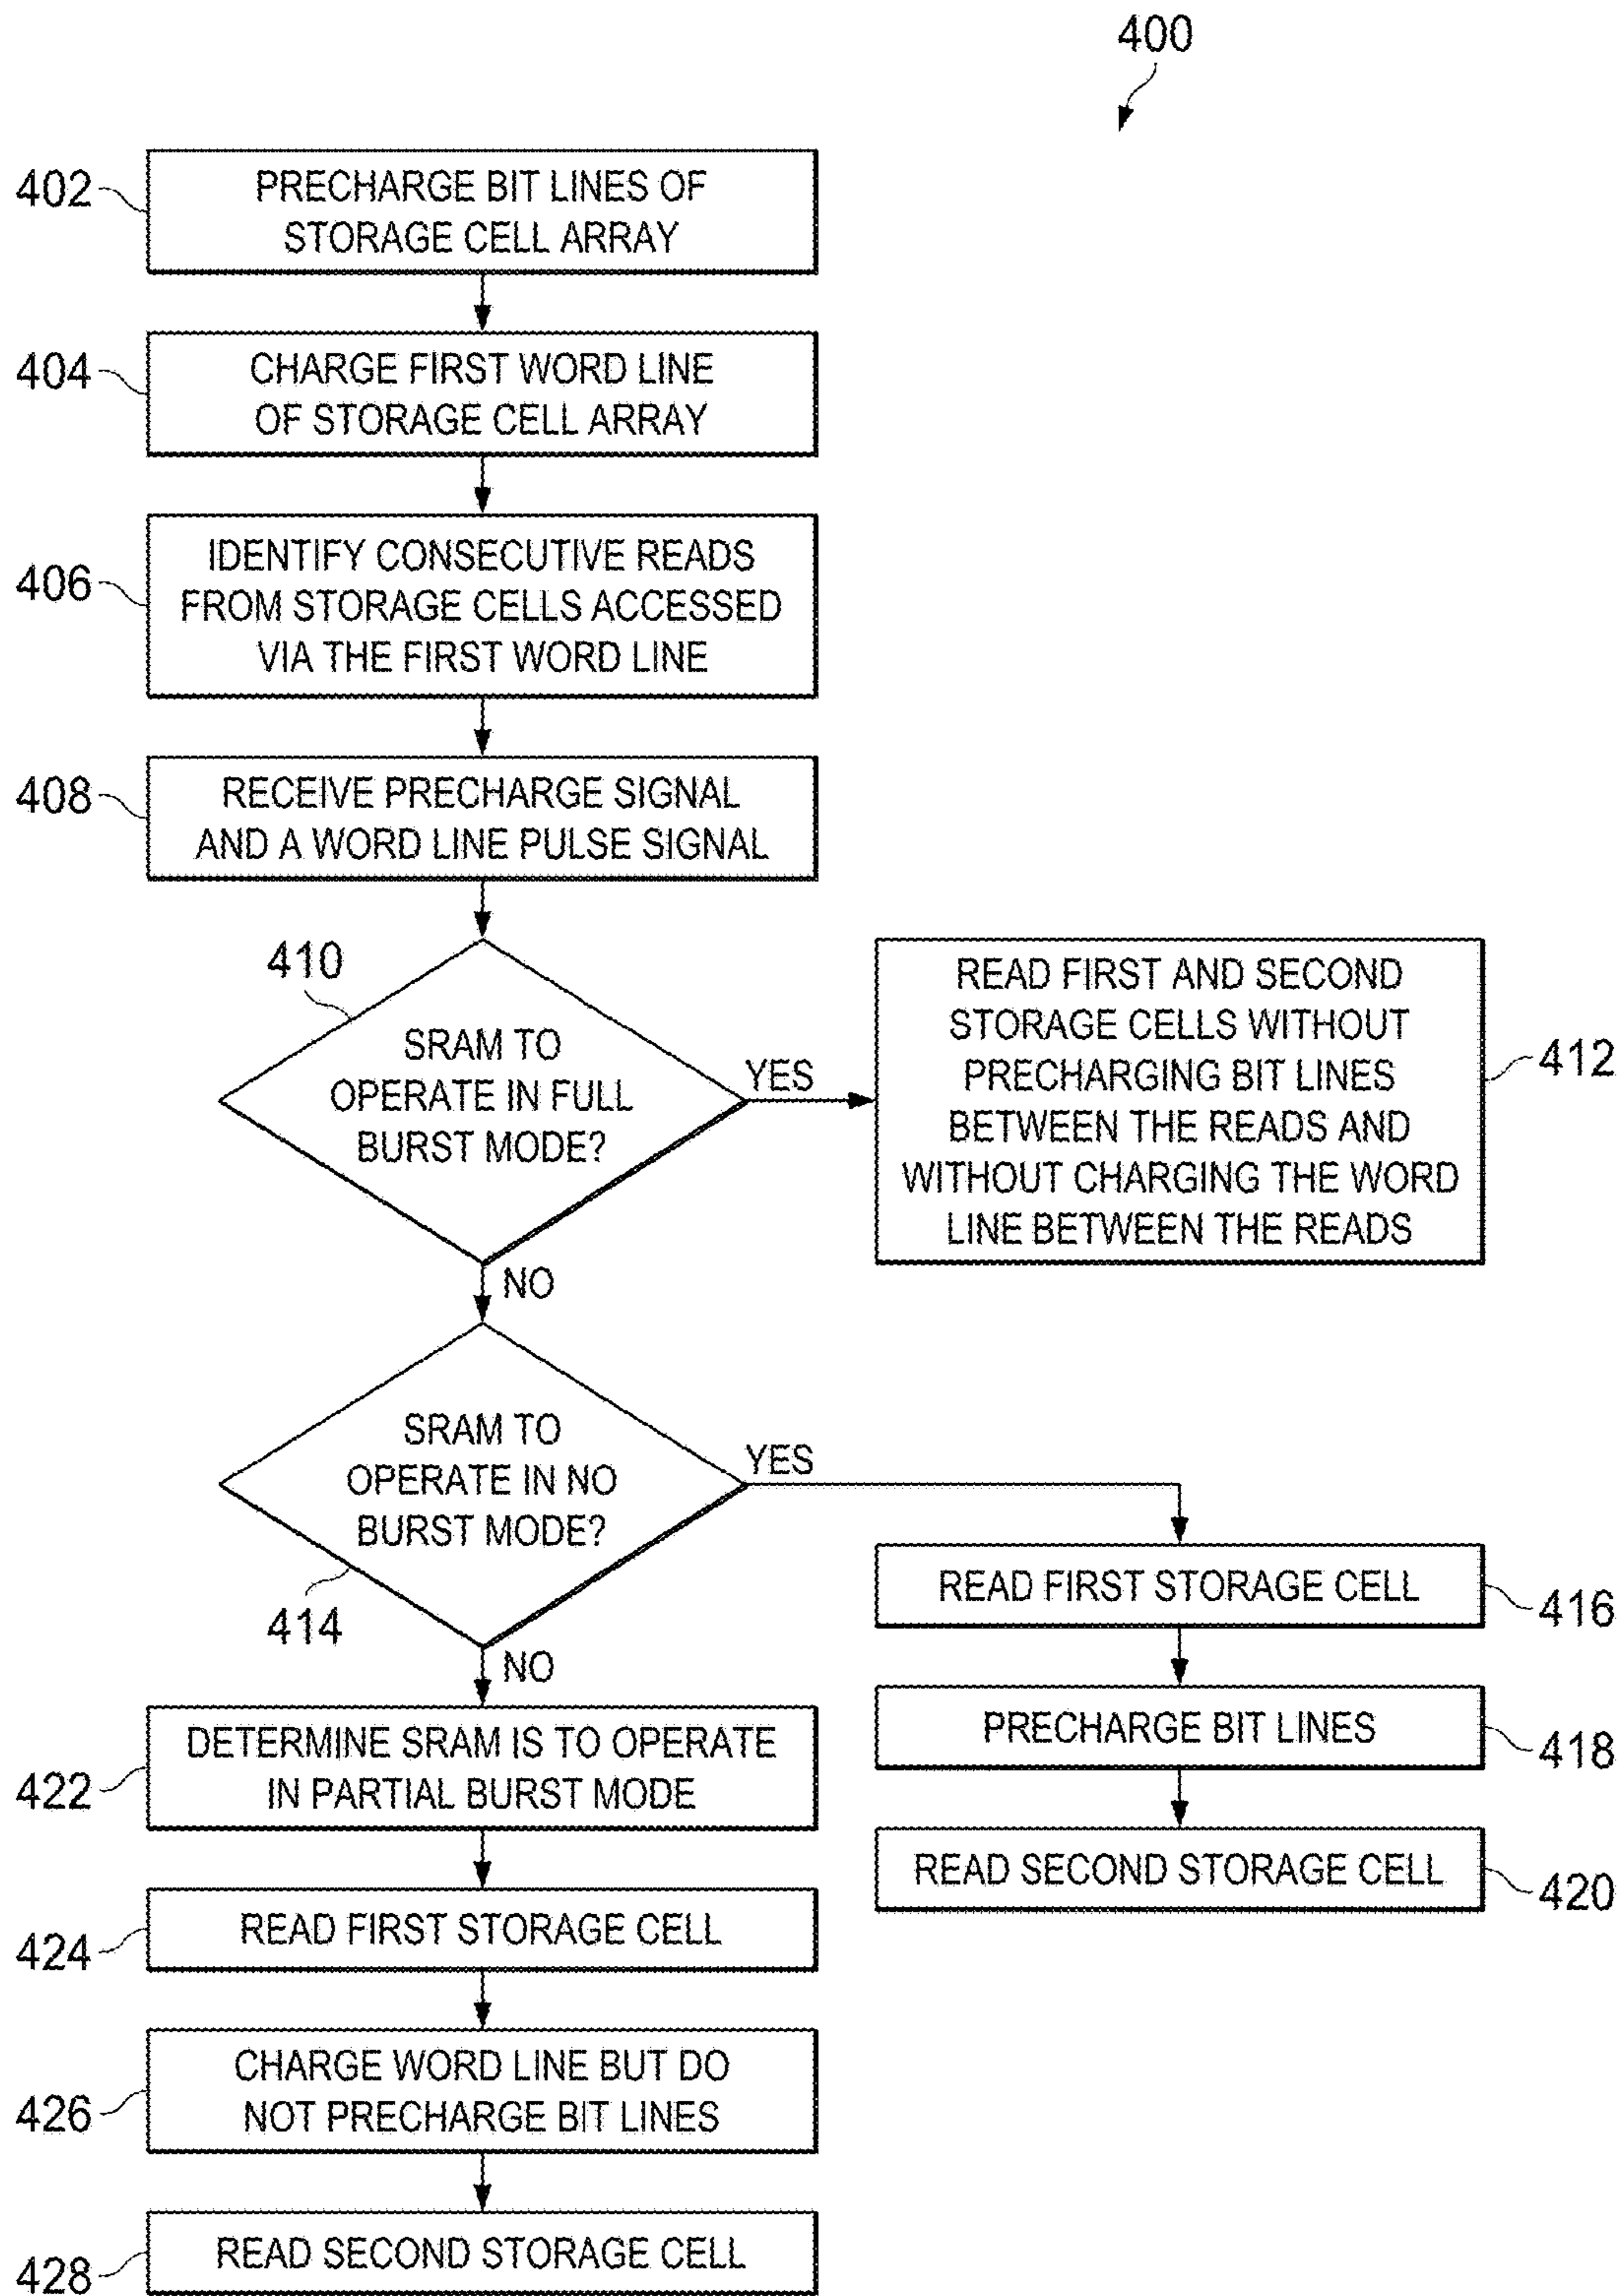 400
402
PRECHARGE BIT LINES OF
STORAGE CELL ARRAY
404
CHARGE FIRST WORD LINE
OF STORAGE CELL ARRAY
406
IDENTIFY CONSECUTIVE READS
FROM STORAGE CELLS ACCESSED
VIA THE FIRST WORD LINE
408
RECEIVE PRECHARGE SIGNAL
AND A WORD LINE PULSE SIGNAL
410
SRAM TO
OPERATE IN FULL
BURST MODE?
YES
READ FIRST AND SECOND
STORAGE CELLS WITHOUT
PRECHARGING BIT LINES
BETWEEN THE READS AND
WITHOUT CHARGING THE WORD
LINE BETWEEN THE READS
412
NO
SRAM TO
OPERATE IN NO
BURST MODE?
414
YES
READ FIRST STORAGE CELL
416
PRECHARGE BIT LINES
418
READ SECOND STORAGE CELL
420
NO
422
DETERMINE SRAM IS TO OPERATE
IN PARTIAL BURST MODE
424
READ FIRST STORAGE CELL
426
CHARGE WORD LINE BUT DO
NOT PRECHARGE BIT LINES
428
READ SECOND STORAGE CELL